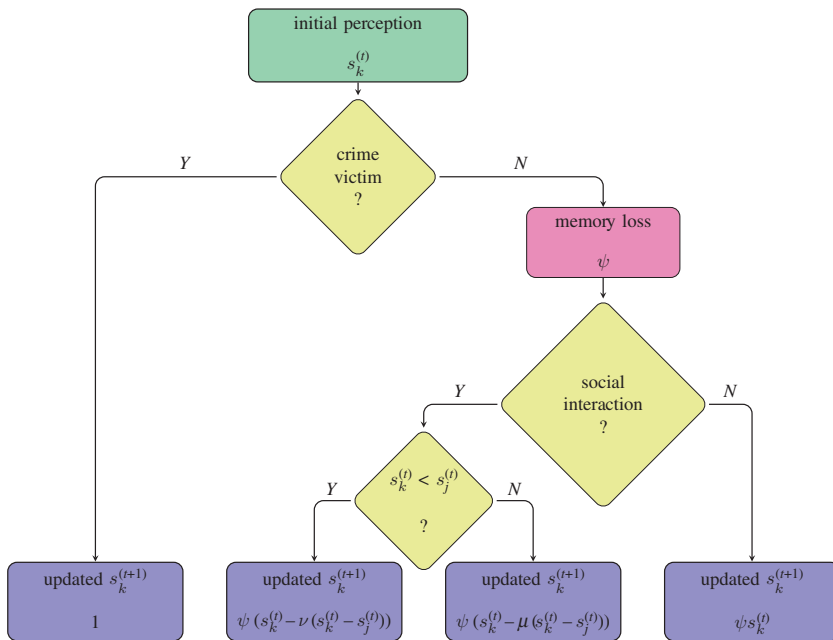 initial perception
s_k^{(t)}
crime
victim
?
Y
N
memory loss
ψ
social
interaction
?
Y
N
s_k^{(t)} < s_j^{(t)}
?
Y
N
updated s_k^{(t+1)}
1
updated s_k^{(t+1)}
ψ (s_k^{(t)} − ν (s_k^{(t)} − s_j^{(t)}))
updated s_k^{(t+1)}
ψ (s_k^{(t)} − μ (s_k^{(t)} − s_j^{(t)}))
updated s_k^{(t+1)}
ψs_k^{(t)}